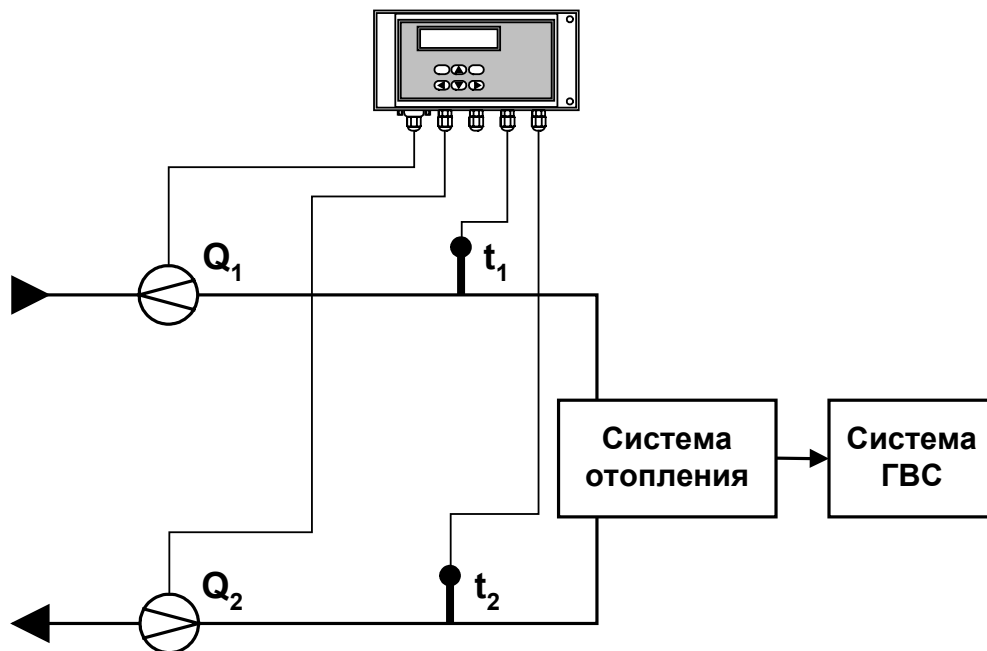 Q1
t1
Система
отопления
Система
ГВС
Q2
t2